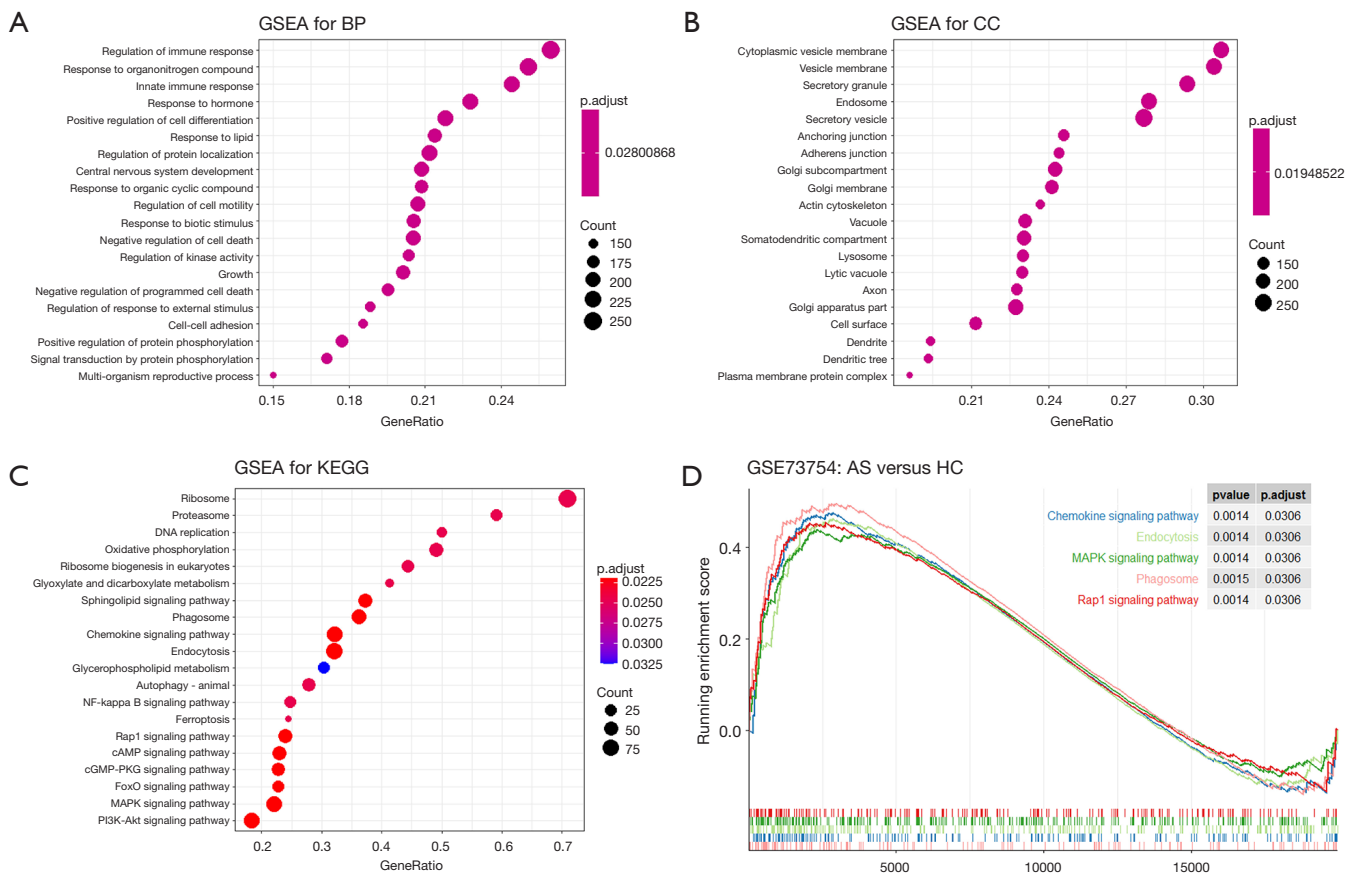 A
GSEA for BP
Regulation of immune response
Response to organonitrogen compound
Innate immune response
Response to hormone
Positive regulation of cell differentiation
Response to lipid
Regulation of protein localization
Central nervous system development
Response to organic cyclic compound
Regulation of cell motility
Response to biotic stimulus
Negative regulation of cell death
Regulation of kinase activity
Growth
Negative regulation of programmed cell death
Regulation of response to external stimulus
Cell-cell adhesion
Positive regulation of protein phosphorylation
Signal transduction by protein phosphorylation
Multi-organism reproductive process
0.15 0.18 0.21 0.24
GeneRatio
p.adjust
0.02800868
Count
150
175
200
225
250
B
GSEA for CC
Cytoplasmic vesicle membrane
Vesicle membrane
Secretory granule
Endosome
Secretory vesicle
Anchoring junction
Adherens junction
Golgi subcompartment
Golgi membrane
Actin cytoskeleton
Vacuole
Somatodendritic compartment
Lysosome
Lytic vacuole
Axon
Golgi apparatus part
Cell surface
Dendrite
Dendritic tree
Plasma membrane protein complex
0.21 0.24 0.27 0.30
GeneRatio
p.adjust
0.01948522
Count
150
200
250
C
GSEA for KEGG
Ribosome
Proteasome
DNA replication
Oxidative phosphorylation
Ribosome biogenesis in eukaryotes
Glyoxylate and dicarboxylate metabolism
Sphingolipid signaling pathway
Phagosome
Chemokine signaling pathway
Endocytosis
Glycerophospholipid metabolism
Autophagy - animal
NF-kappa B signaling pathway
Ferroptosis
Rap1 signaling pathway
cAMP signaling pathway
cGMP-PKG signaling pathway
FoxO signaling pathway
MAPK signaling pathway
PI3K-Akt signaling pathway
0.2 0.3 0.4 0.5 0.6 0.7
GeneRatio
p.adjust
0.0225
0.0250
0.0275
0.0300
0.0325
Count
25
50
75
D
GSE73754: AS versus HC
pvalue p.adjust
Chemokine signaling pathway 0.0014 0.0306
Endocytosis 0.0014 0.0306
MAPK signaling pathway 0.0014 0.0306
Phagosome 0.0015 0.0306
Rap1 signaling pathway 0.0014 0.0306
Running enrichment score
0.4
0.2
0.0
5000 10000 15000